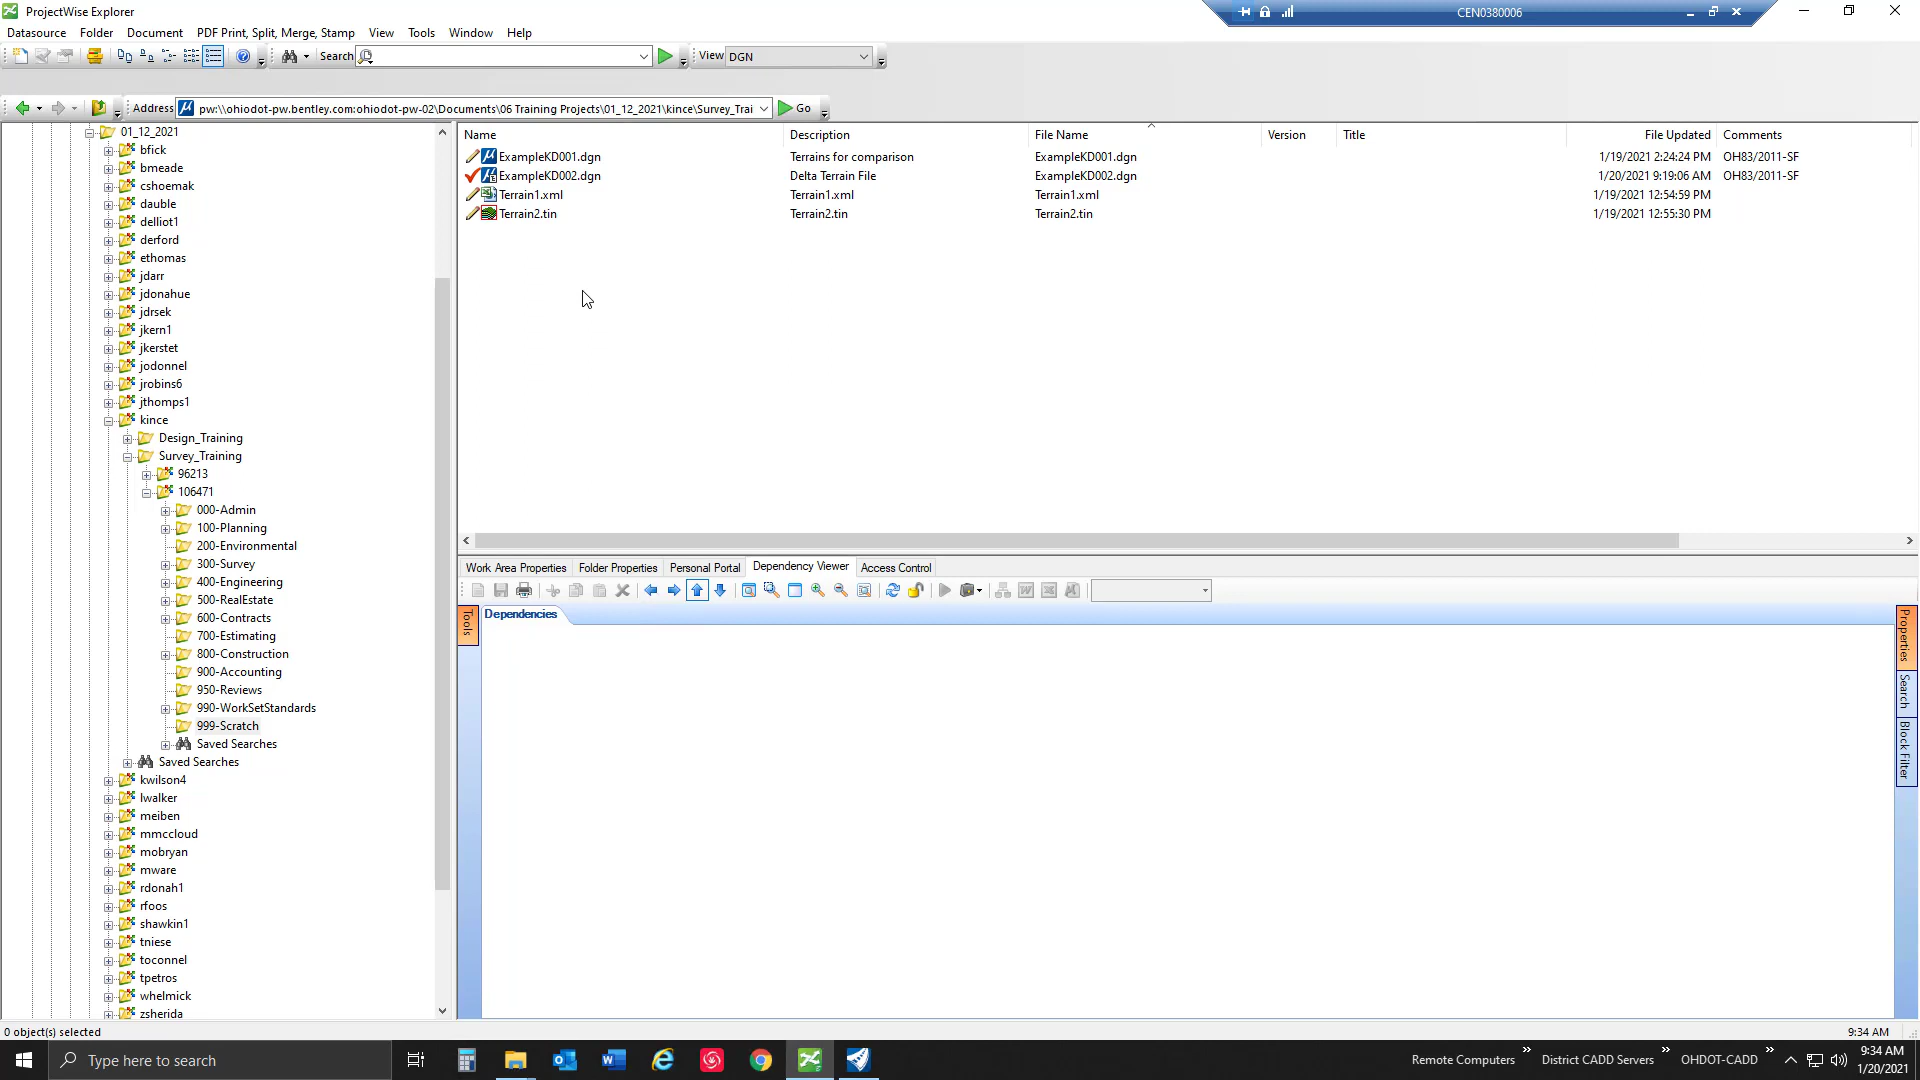 ProjectWise Explorer
CEN0380006
Datasource Folder Document PDF Print, Split, Merge, Stamp View Tools Window Help
Search View DGN
Address pw:\\ohiodot-pw.bentley.com:ohiodot-pw-02\Documents\06 Training Projects\01_12_2021\kince\Survey_Trai Go
01_12_2021
bfick
bmeade
cshoemak
dauble
delliot1
derford
ethomas
jdarr
jdonahue
jdrsek
jkern1
jkerstet
jodonnel
jrobins6
jthomps1
kince
Design_Training
Survey_Training
96213
106471
000-Admin
100-Planning
200-Environmental
300-Survey
400-Engineering
500-RealEstate
600-Contracts
700-Estimating
800-Construction
900-Accounting
950-Reviews
990-WorkSetStandards
999-Scratch
Saved Searches
Saved Searches
kwilson4
lwalker
meiben
mmccloud
mobryan
mware
rdonah1
rfoos
shawkin1
tniese
toconnel
tpetros
whelmick
zsherida
Name Description File Name Version Title File Updated Comments
ExampleKD001.dgn Terrains for comparison ExampleKD001.dgn 1/19/2021 2:24:24 PM OH83/2011-SF
ExampleKD002.dgn Delta Terrain File ExampleKD002.dgn 1/20/2021 9:19:06 AM OH83/2011-SF
Terrain1.xml Terrain1.xml Terrain1.xml 1/19/2021 12:54:59 PM
Terrain2.tin Terrain2.tin Terrain2.tin 1/19/2021 12:55:30 PM
Work Area Properties Folder Properties Personal Portal Dependency Viewer Access Control
Tools
Dependencies
Properties
Search
Block Filter
0 object(s) selected
9:34 AM
Type here to search
Remote Computers » District CADD Servers » OHDOT-CADD »
9:34 AM
1/20/2021